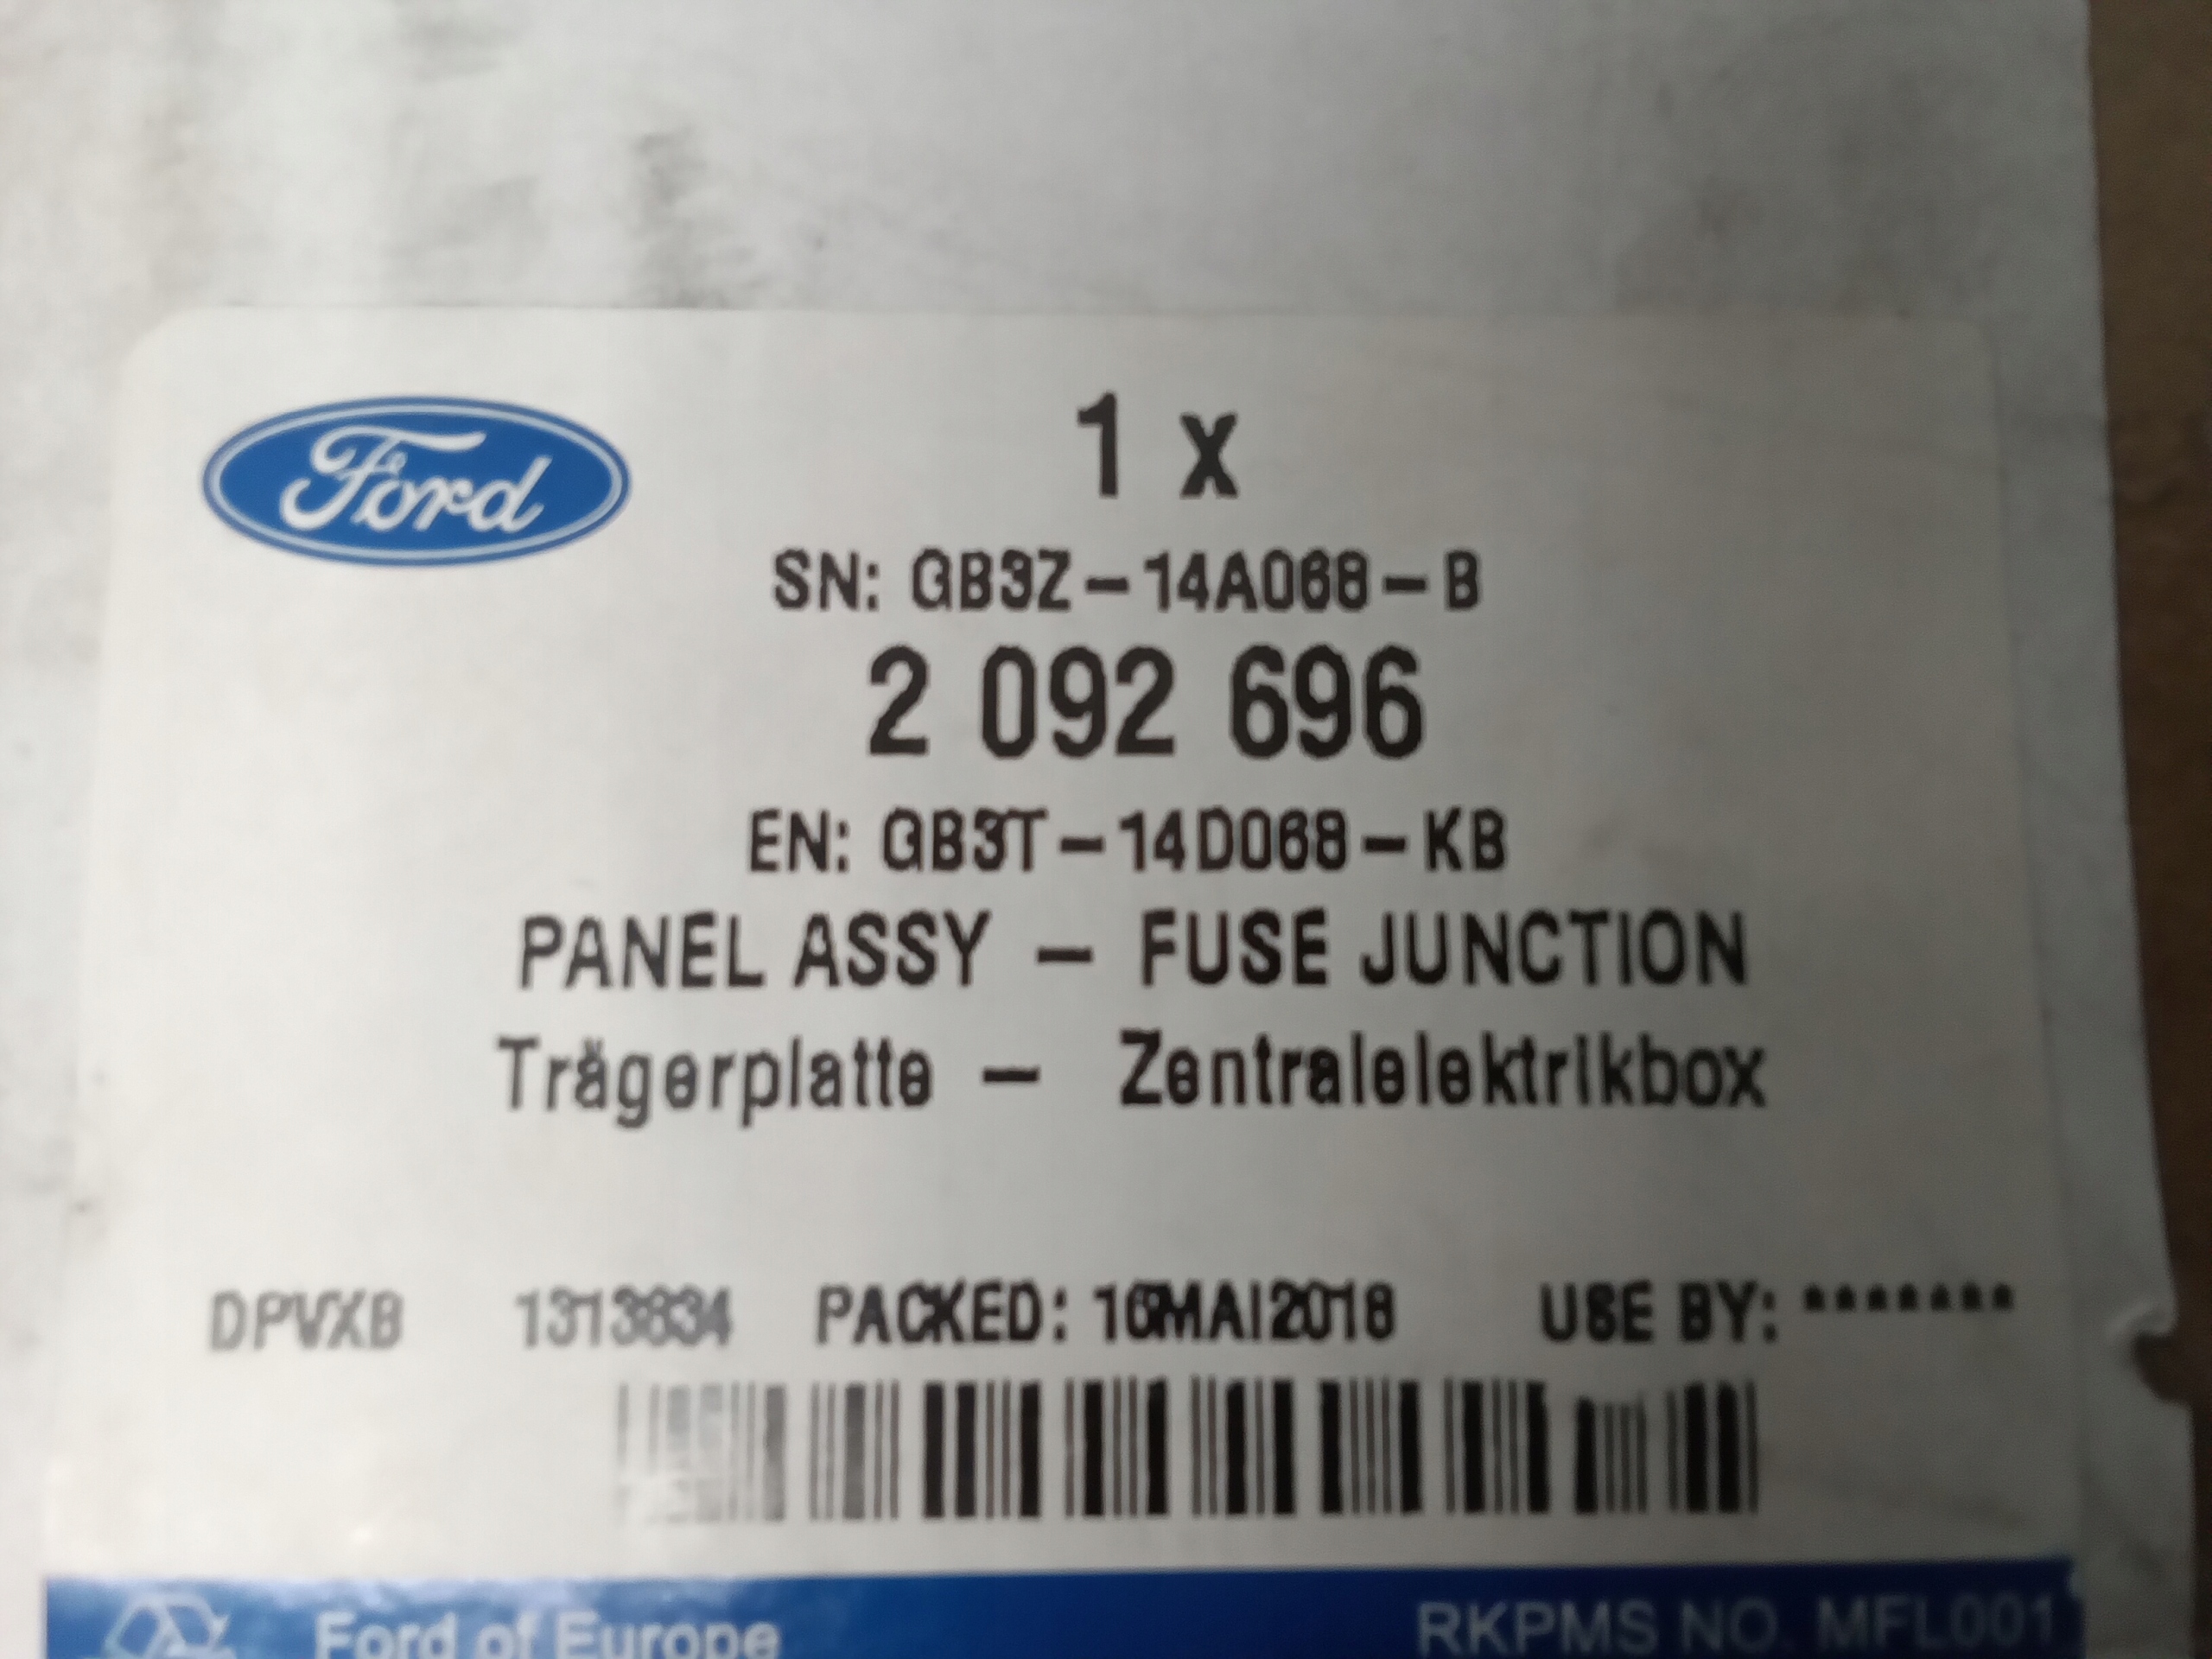 Ford
1 x
SN: GB3Z-14A068-B
2 092 696
EN: GB3T-14D068-KB
PANEL ASSY - FUSE JUNCTION
Trägerplatte - Zentralelektrikbox
DPVXB 1313834 PACKED: 16MAI2018 USE BY: *******
Ford of Europe RKPMS NO. MFL001